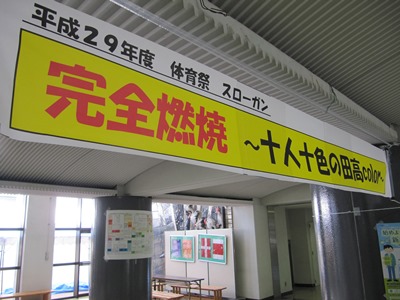 平成29年度 体育祭 スローガン
完全燃焼 ~十人十色の田高color~